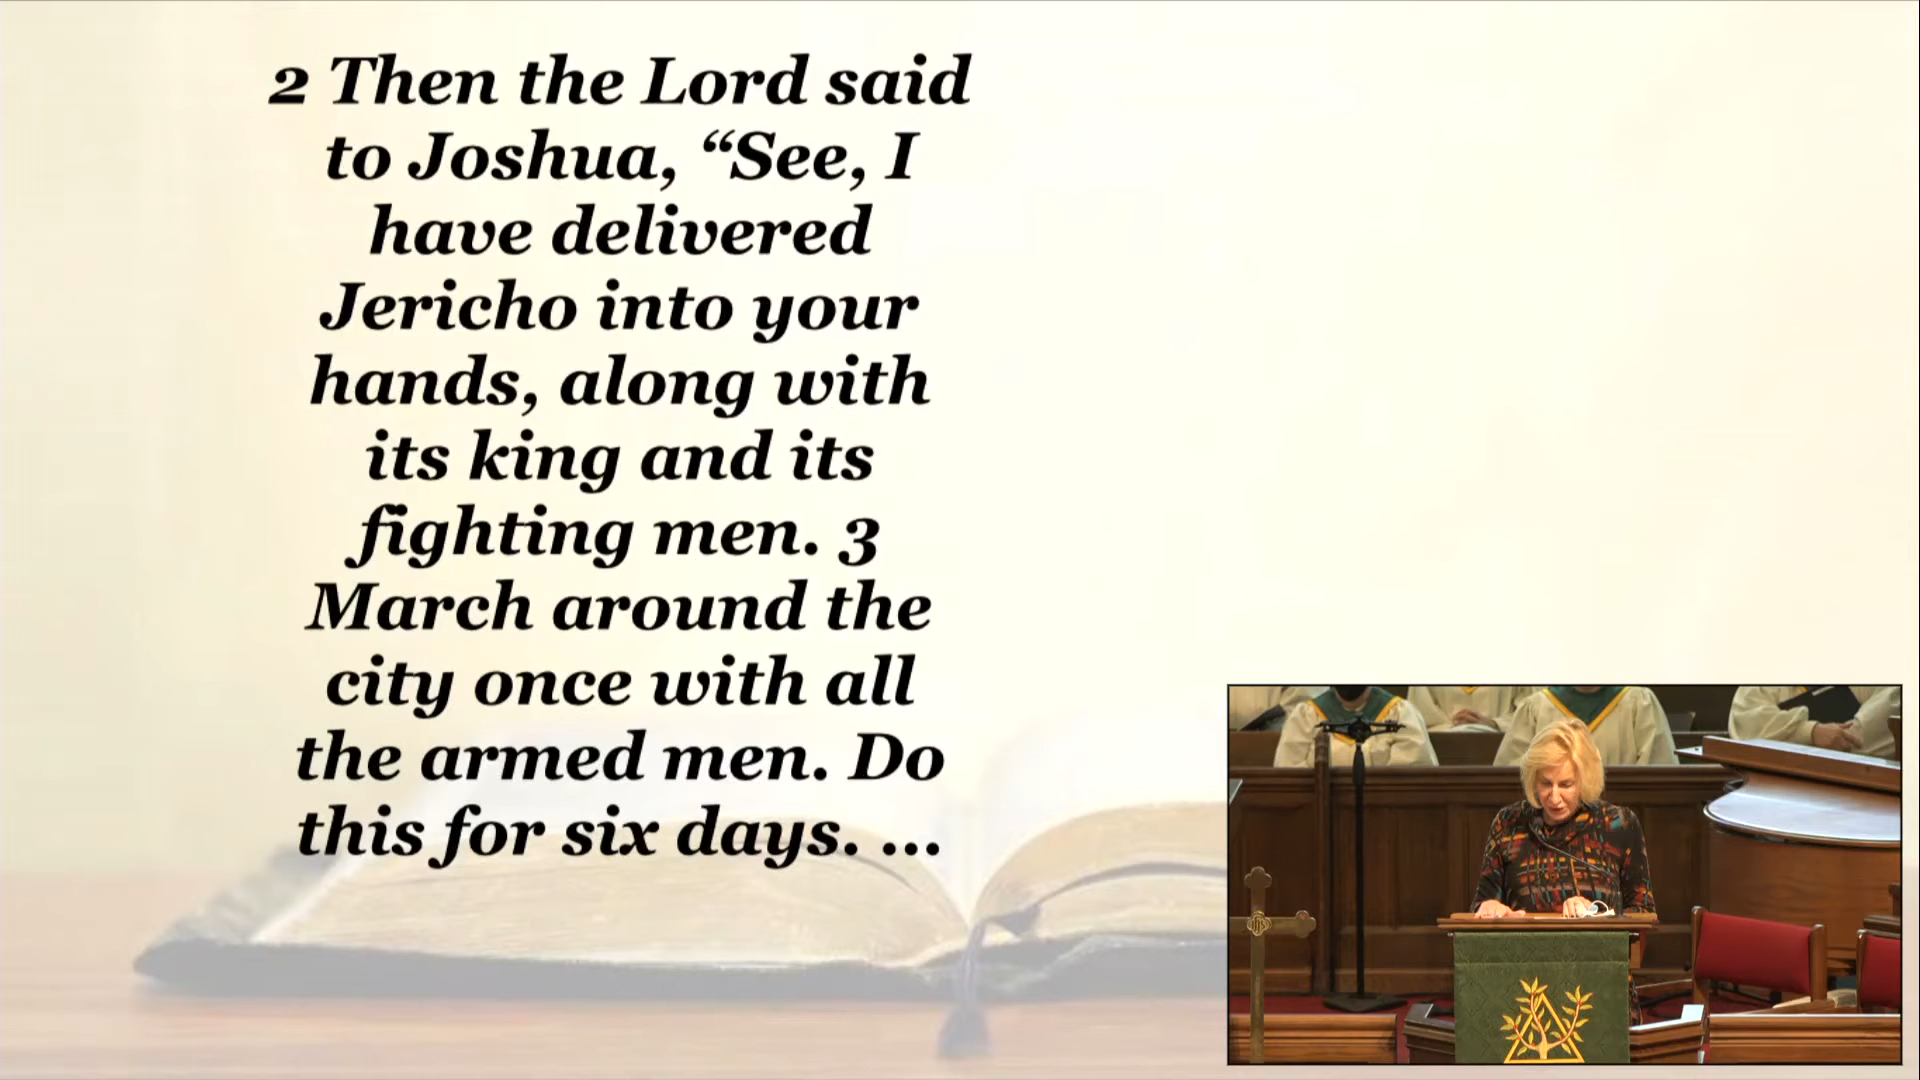 2 Then the Lord said
to Joshua, “See, I
have delivered
Jericho into your
hands, along with
its king and its
fighting men. 3
March around the
city once with all
the armed men. Do
this for six days. ...